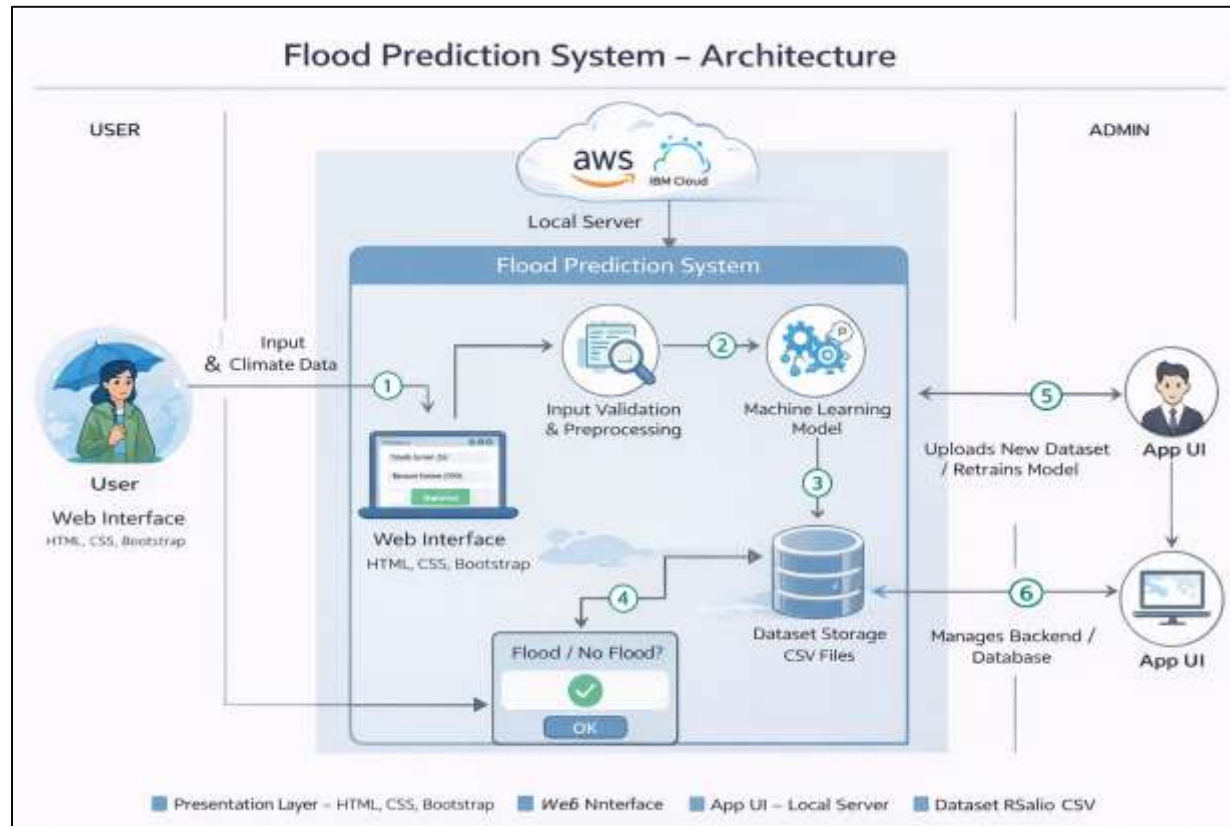 Flood Prediction System – Architecture
USER
ADMIN
aws
IBM Cloud
Local Server
Flood Prediction System
Input
& Climate Data
1
2
P
Input Validation
& Preprocessing
Machine Learning
Model
3
5
Uploads New Dataset
/ Retrains Model
App UI
User
Web Interface
HTML, CSS, Bootstrap
Web Interface
HTML, CSS, Bootstrap
4
Flood / No Flood?
OK
Dataset Storage
CSV Files
6
Manages Backend /
Database
App UI
Presentation Layer – HTML, CSS, Bootstrap
Web Nnterface
App UI – Local Server
Dataset RSalio CSV